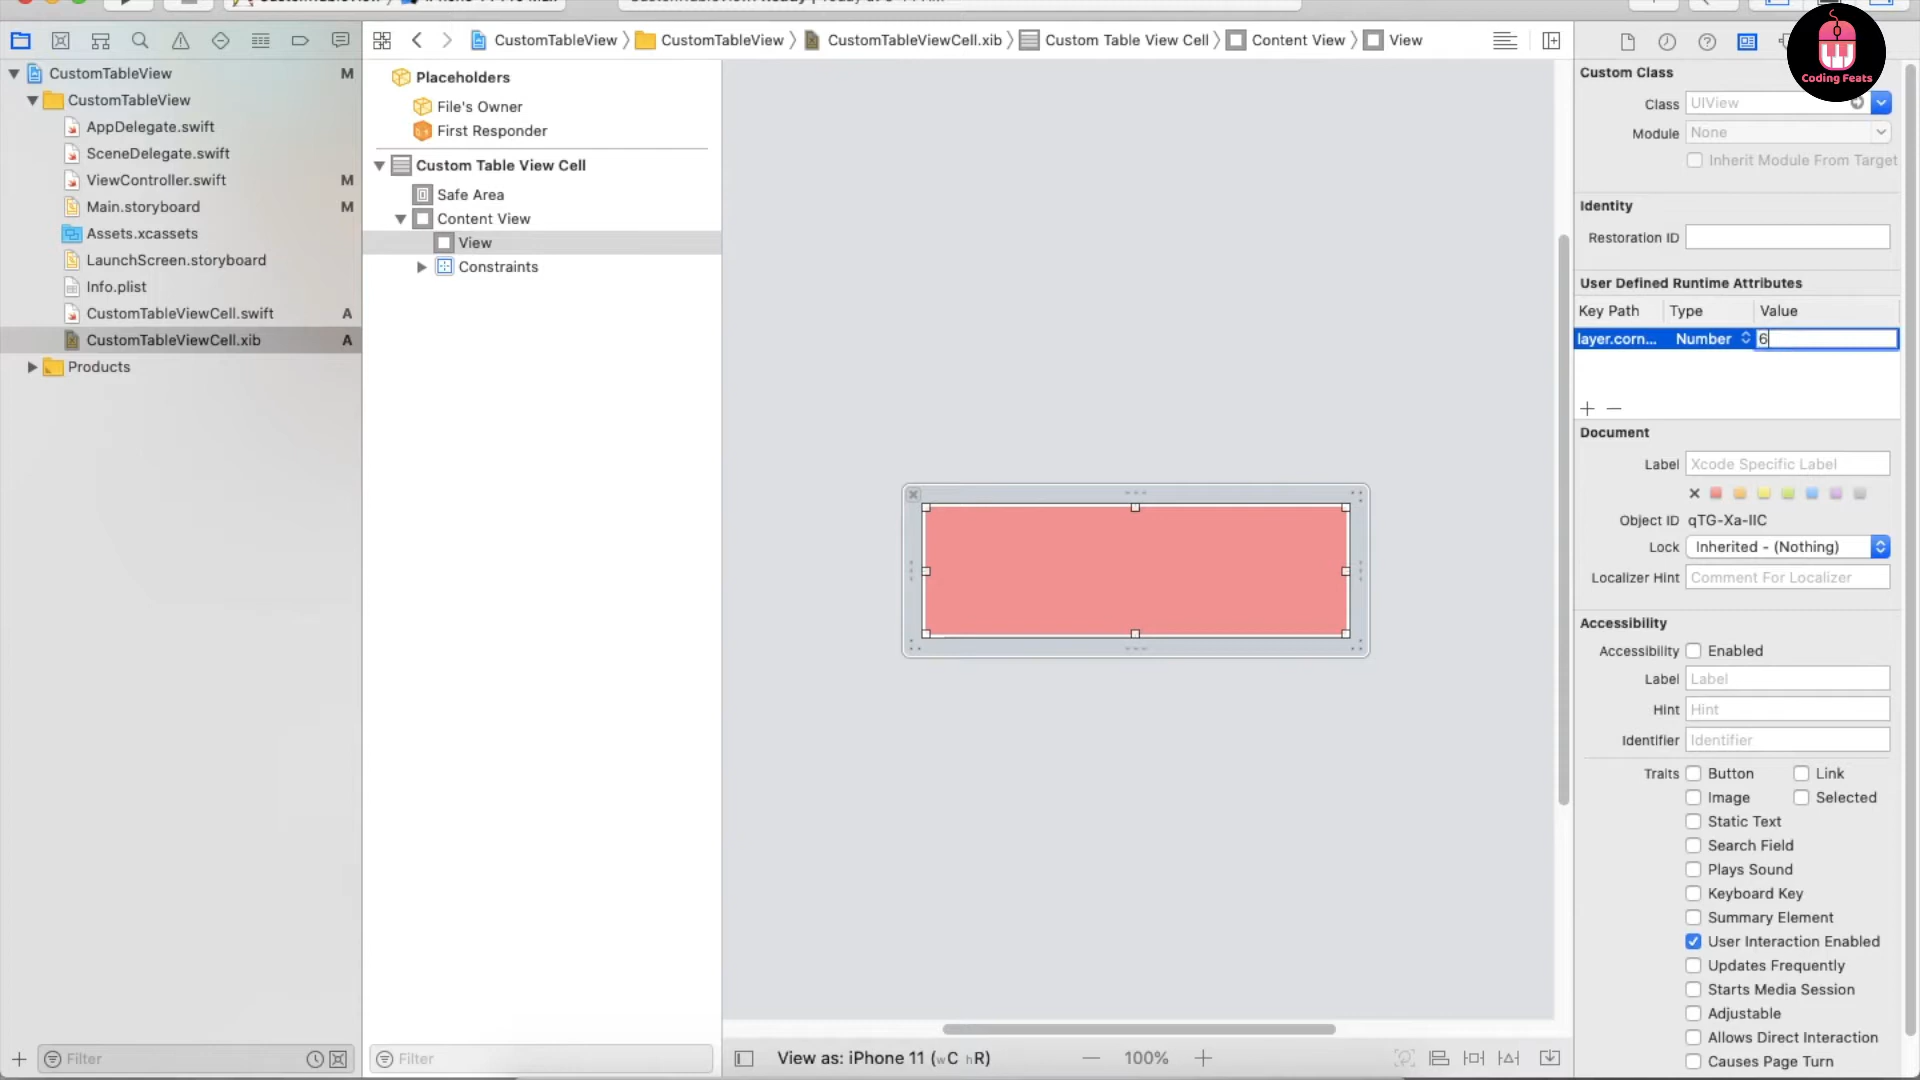 CustomTableView
CustomTableView
CustomTableViewCell.xib
Custom Table View Cell
Content View
View
Coding Feats
CustomTableView M
CustomTableView
AppDelegate.swift
SceneDelegate.swift
ViewController.swift M
Main.storyboard M
Assets.xcassets
LaunchScreen.storyboard
Info.plist
CustomTableViewCell.swift A
CustomTableViewCell.xib A
Products
Filter
Placeholders
File's Owner
First Responder
Custom Table View Cell
Safe Area
Content View
View
Constraints
Filter
View as: iPhone 11 (wC hR)
100%
Custom Class
Class UIView
Module None
Inherit Module From Target
Identity
Restoration ID
User Defined Runtime Attributes
Key Path Type Value
layer.corn... Number 6
Document
Label Xcode Specific Label
Object ID qTG-Xa-IIC
Lock Inherited - (Nothing)
Localizer Hint Comment For Localizer
Accessibility
Accessibility Enabled
Label Label
Hint Hint
Identifier Identifier
Traits Button Link
Image Selected
Static Text
Search Field
Plays Sound
Keyboard Key
Summary Element
User Interaction Enabled
Updates Frequently
Starts Media Session
Adjustable
Allows Direct Interaction
Causes Page Turn